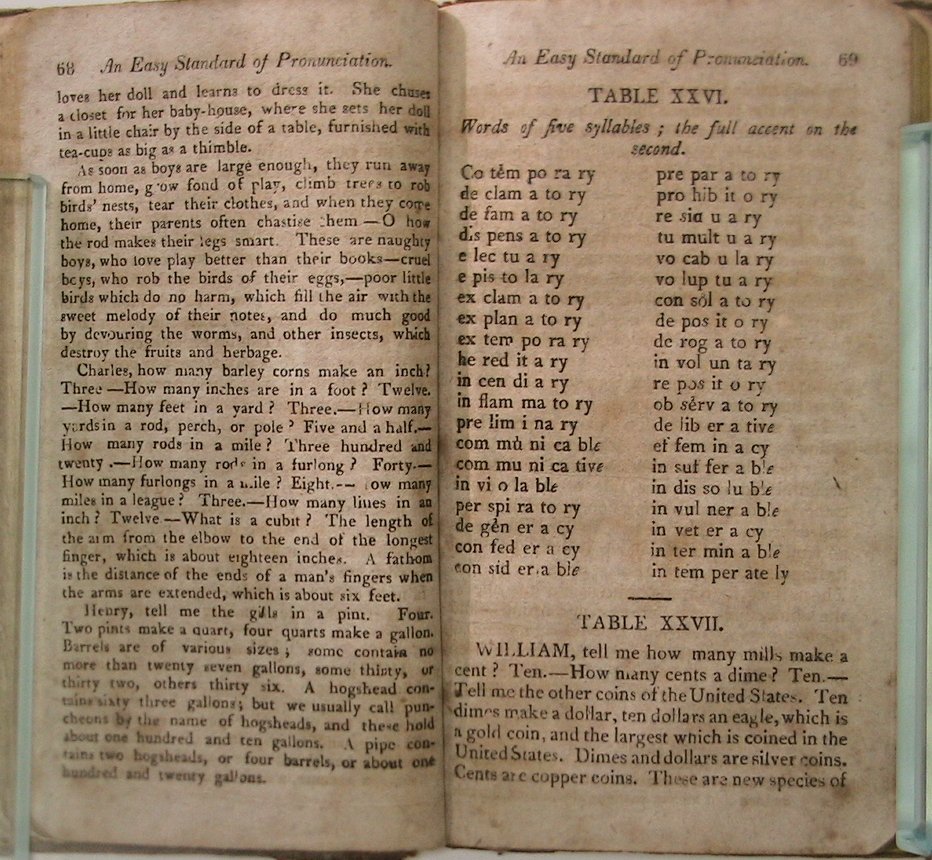 68 An Easy Standard of Pronunciation.
loves her doll and learns to dress it. She chuses
a closet for her baby-house, where she sets her doll
in a little chair by the side of a table, furnished with
tea-cups as big as a thimble.
As soon as boys are large enough, they run away
from home, grow fond of play, climb trees to rob
birds' nests, tear their clothes, and when they come
home, their parents often chastise them —O how
the rod makes their legs smart. These are naughty
boys, who love play better than their books—cruel
boys, who rob the birds of their eggs,—poor little
birds which do no harm, which fill the air with the
sweet melody of their notes, and do much good
by devouring the worms, and other insects, which
destroy the fruits and herbage.
Charles, how many barley corns make an inch?
Three —How many inches are in a foot? Twelve.
—How many feet in a yard? Three.—How many
yards in a rod, perch, or pole? Five and a half.—
How many rods in a mile? Three hundred and
twenty .—How many rods in a furlong? Forty.—
How many furlongs in a mile? Eight.-- How many
miles in a league? Three.—How many lines in an
inch? Twelve —What is a cubit? The length of
the arm from the elbow to the end of the longest
finger, which is about eighteen inches. A fathom
is the distance of the ends of a man's fingers when
the arms are extended, which is about six feet.
Henry, tell me the gills in a pint. Four.
Two pints make a quart, four quarts make a gallon.
Barrels are of various sizes; some contain no
more than twenty seven gallons, some thirty, or
thirty two, others thirty six. A hogshead con-
tains sixty three gallons; but we usually call pun-
cheons by the name of hogsheads, and these hold
about one hundred and ten gallons. A pipe con-
tains two hogsheads, or four barrels, or about one
hundred and twenty gallons.
An Easy Standard of Pronunciation. 69
TABLE XXVI.
Words of five syllables; the full accent on the
second.
Co tĕm po ra ry
de clam a to ry
de fam a to ry
dis pens a to ry
e lec tu a ry
e pis to la ry
ex clam a to ry
ex plan a to ry
ex tem po ra ry
he red it a ry
in cen di a ry
in flam ma to ry
pre lim i na ry
com mú ni ca ble
com mu ni ca tive
in vi o la ble
per spi ra to ry
de gén er a cy
con fed er a cy
con sid er a ble
pre par a to ry
pro hib it o ry
re sid u a ry
tu mult u a ry
vo cab u la ry
vo lup tu a ry
con sól a to ry
de pos it o ry
de rog a to ry
in vol un ta ry
re pos it o ry
ob sérv a to ry
de lib er a tive
ef fem in a cy
in suf fer a ble
in dis so lu ble
in vul ner a ble
in vet er a cy
in ter min a ble
in tem per ate ly
TABLE XXVII.
WILLIAM, tell me how many mills make a
cent? Ten.—How many cents a dime? Ten.—
Tell me the other coins of the United States. Ten
dimes make a dollar, ten dollars an eagle, which is
a gold coin, and the largest which is coined in the
United States. Dimes and dollars are silver coins.
Cents are copper coins. These are new species of